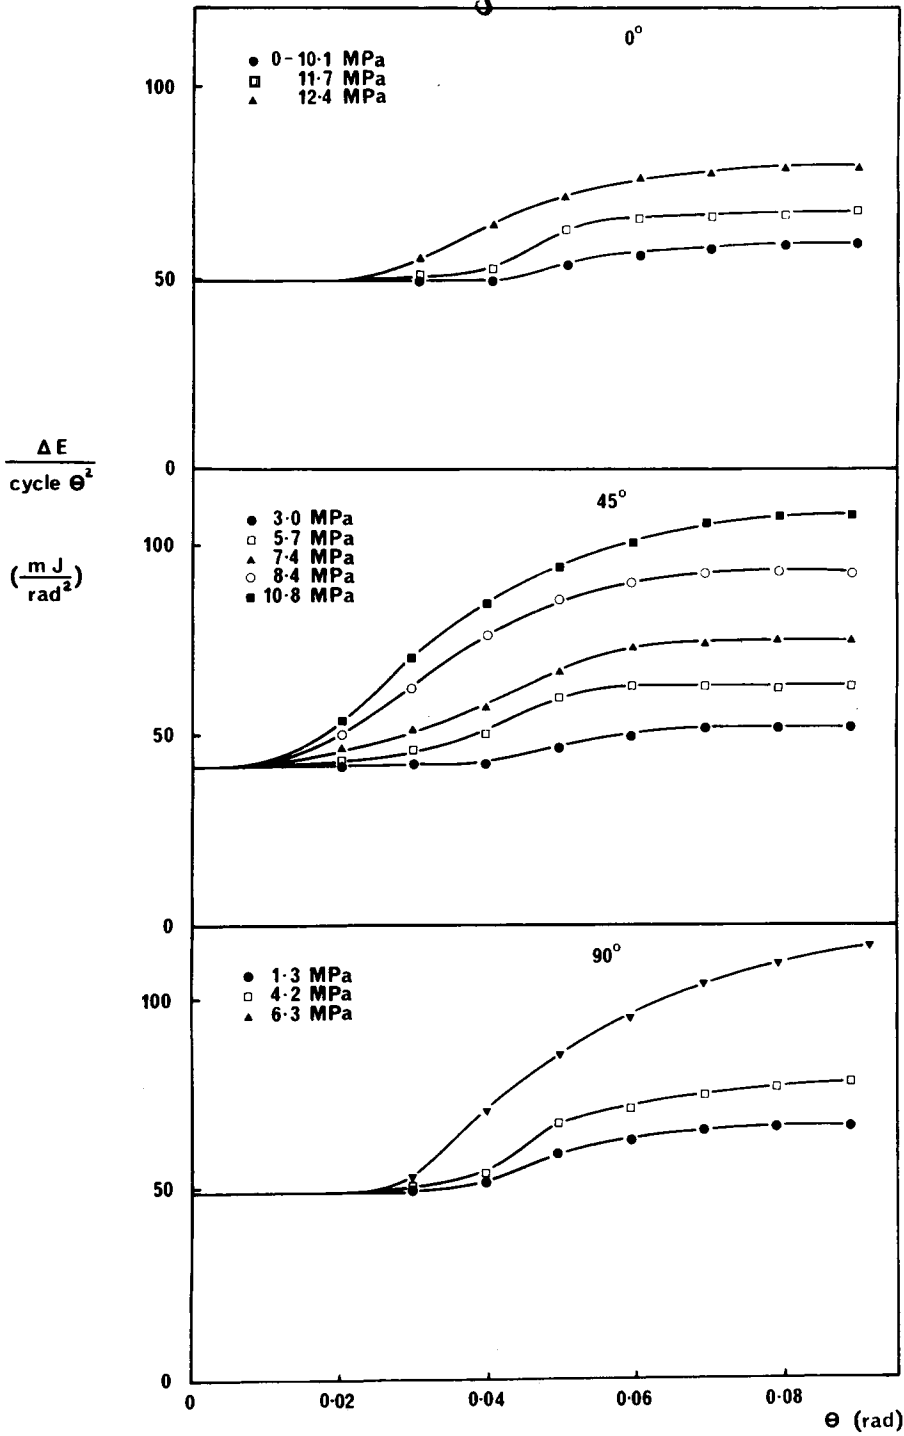 0°
● 0-10·1 MPa
□ 11·7 MPa
▲ 12·4 MPa
100
50
0
ΔE
cycle Θ²
(mJ
rad²)
45°
● 3·0 MPa
□ 5·7 MPa
▲ 7·4 MPa
○ 8·4 MPa
■ 10·8 MPa
100
50
0
90°
● 1·3 MPa
□ 4·2 MPa
▲ 6·3 MPa
100
50
0
0 0·02 0·04 0·06 0·08
Θ (rad)